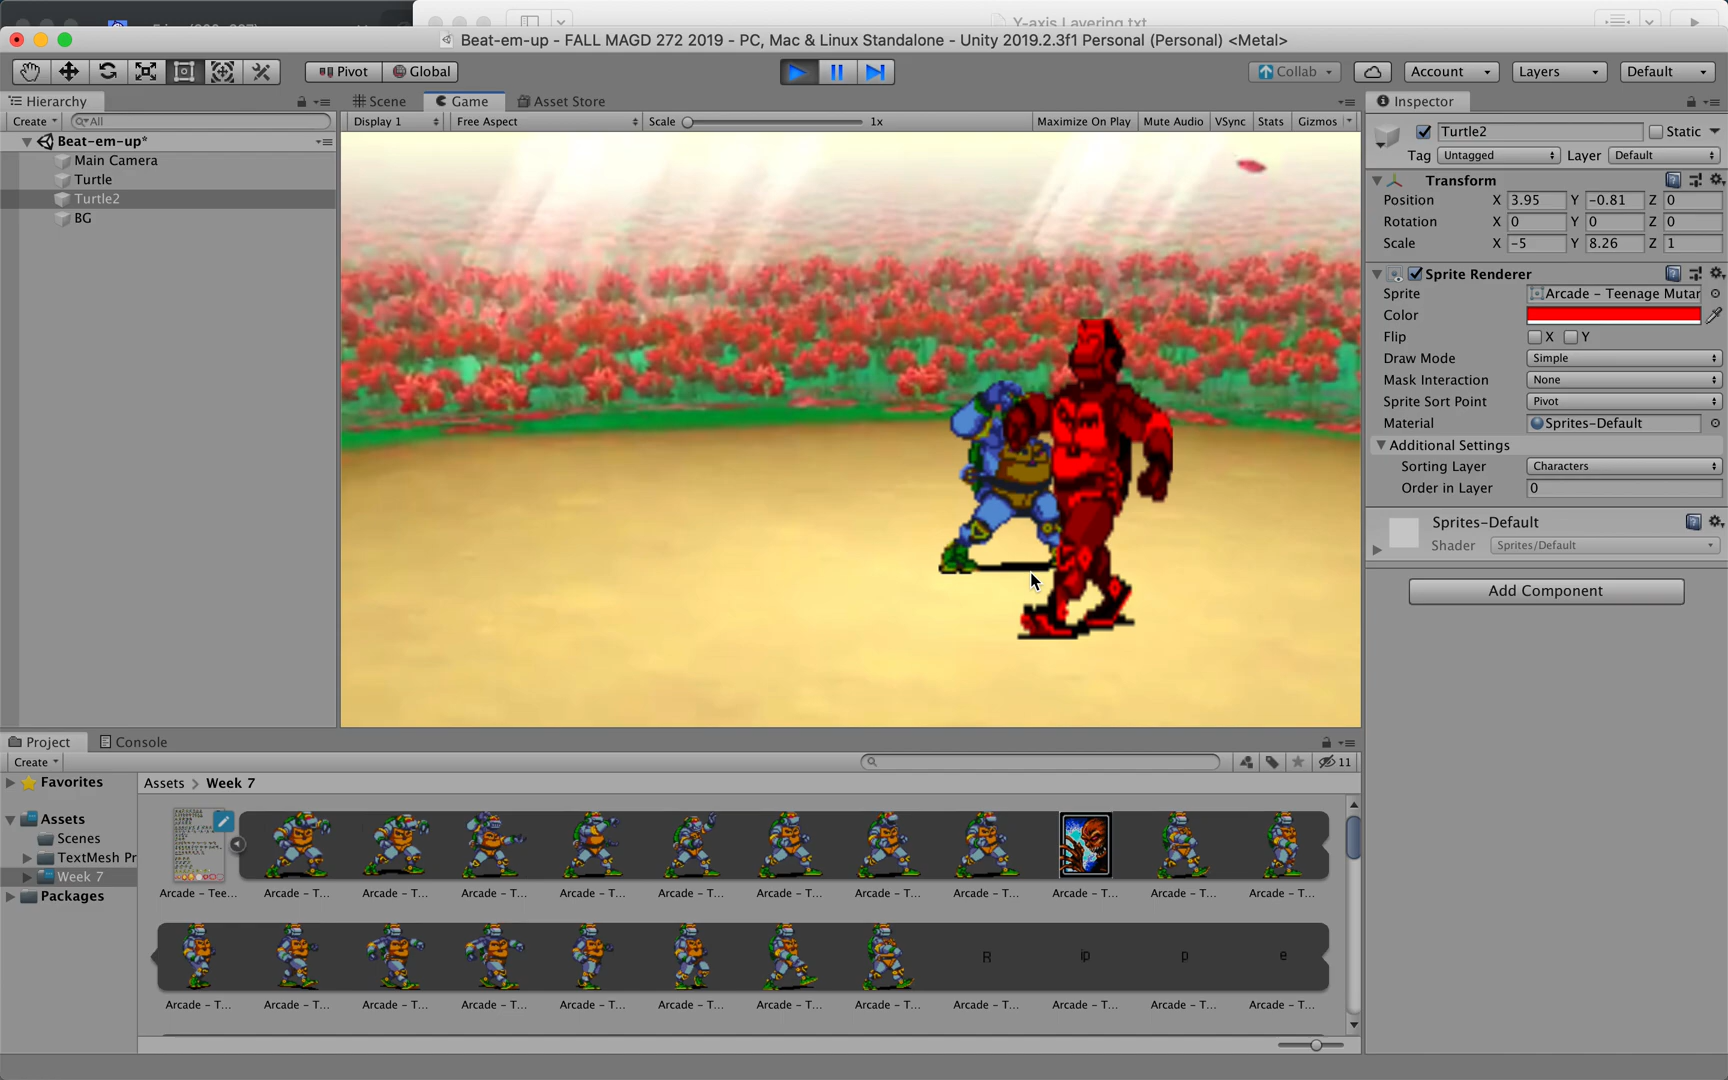 Y-axis Layering.txt
Beat-em-up - FALL MAGD 272 2019 - PC, Mac & Linux Standalone - Unity 2019.2.3f1 Personal (Personal) <Metal>
Pivot Global Collab Account Layers Default
Hierarchy
Create All
Beat-em-up*
Main Camera
Turtle
Turtle2
BG
Scene Game Asset Store
Display 1 Free Aspect Scale 1x Maximize On Play Mute Audio VSync Stats Gizmos
Inspector
Turtle2 Static
Tag Untagged Layer Default
Transform
Position X 3.95 Y -0.81 Z 0
Rotation X 0 Y 0 Z 0
Scale X -5 Y 8.26 Z 1
Sprite Renderer
Sprite Arcade - Teenage Mutar
Color
Flip X Y
Draw Mode Simple
Mask Interaction None
Sprite Sort Point Pivot
Material Sprites-Default
Additional Settings
Sorting Layer Characters
Order in Layer 0
Sprites-Default
Shader Sprites/Default
Add Component
Project Console
Create 11
Favorites
Assets
Scenes
TextMesh Pr
Week 7
Packages
Assets > Week 7
Arcade - Tee... Arcade - T... Arcade - T... Arcade - T... Arcade - T... Arcade - T... Arcade - T... Arcade - T... Arcade - T... Arcade - T... Arcade - T... Arcade - T...
R ip p e
Arcade - T... Arcade - T... Arcade - T... Arcade - T... Arcade - T... Arcade - T... Arcade - T... Arcade - T... Arcade - T... Arcade - T... Arcade - T... Arcade - T...